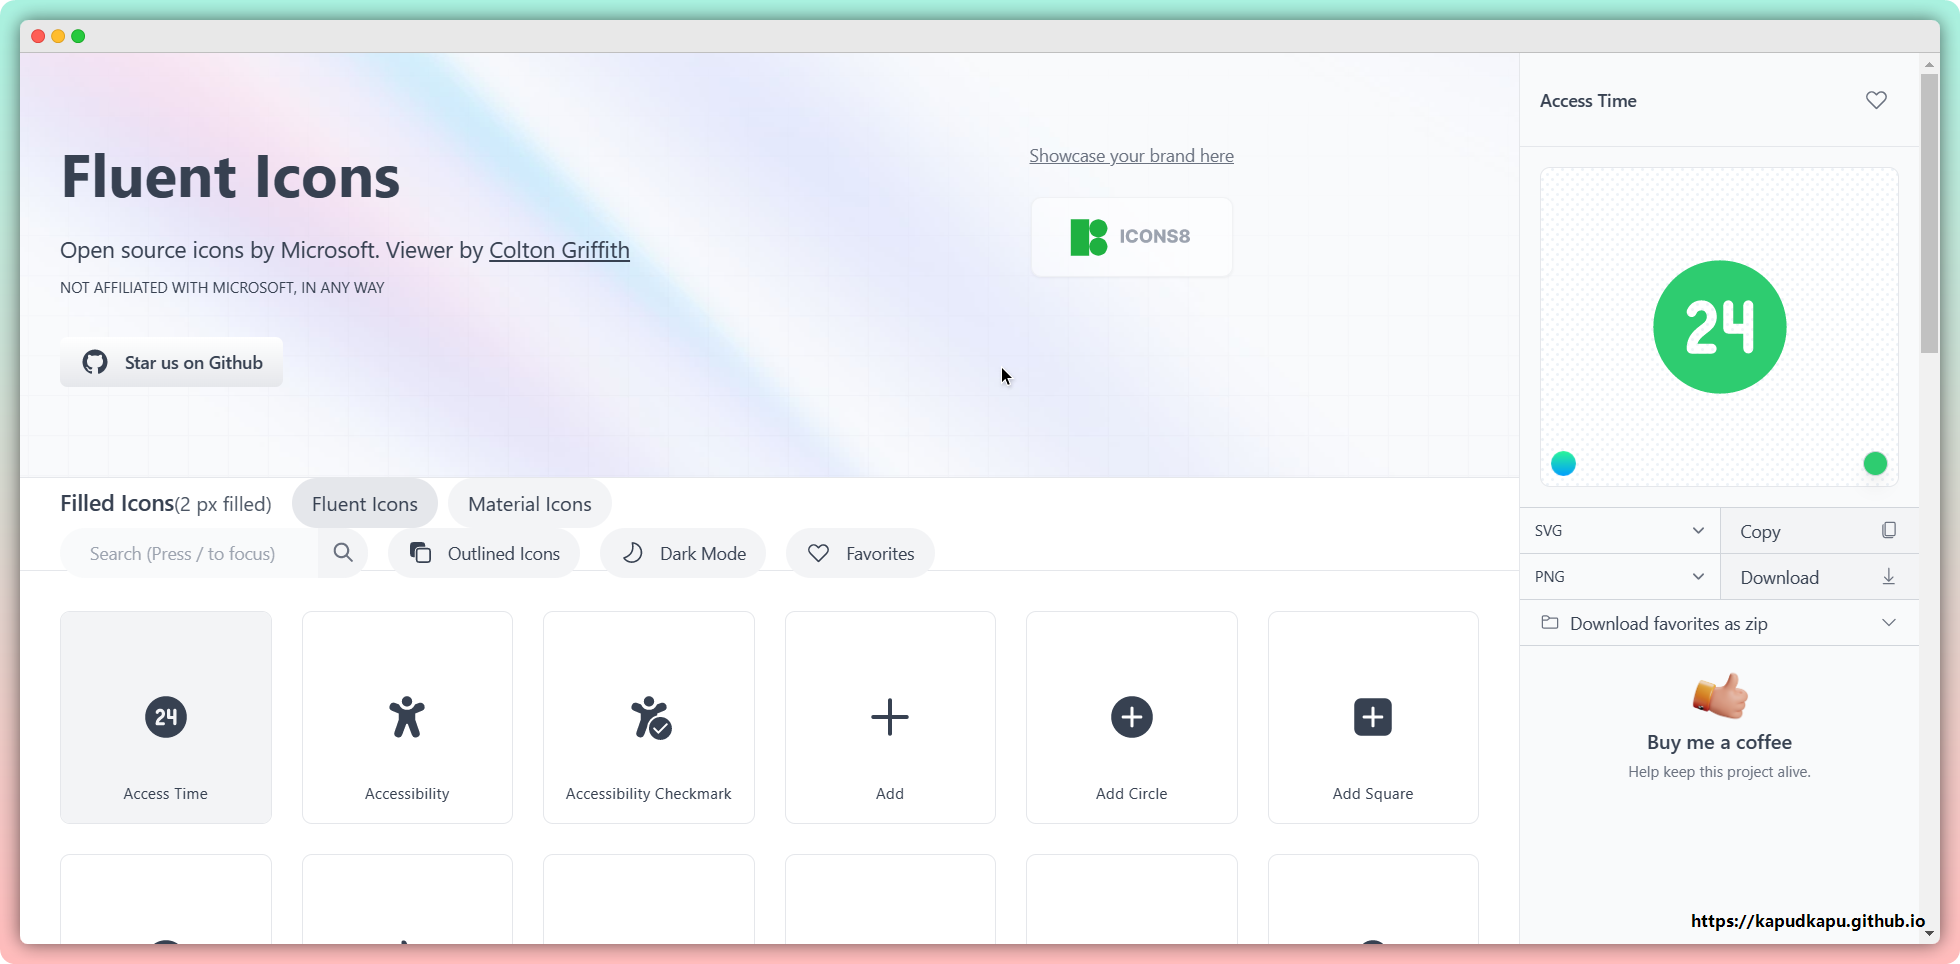 Fluent Icons
Open source icons by Microsoft. Viewer by Colton Griffith
NOT AFFILIATED WITH MICROSOFT, IN ANY WAY
Star us on Github
Showcase your brand here
ICONS8
Filled Icons(2 px filled)
Fluent Icons
Material Icons
Search (Press / to focus)
Outlined Icons
Dark Mode
Favorites
24
Access Time
Accessibility
Accessibility Checkmark
Add
Add Circle
Add Square
Access Time
24
SVG
Copy
PNG
Download
Download favorites as zip
Buy me a coffee
Help keep this project alive.
https://kapudkapu.github.io